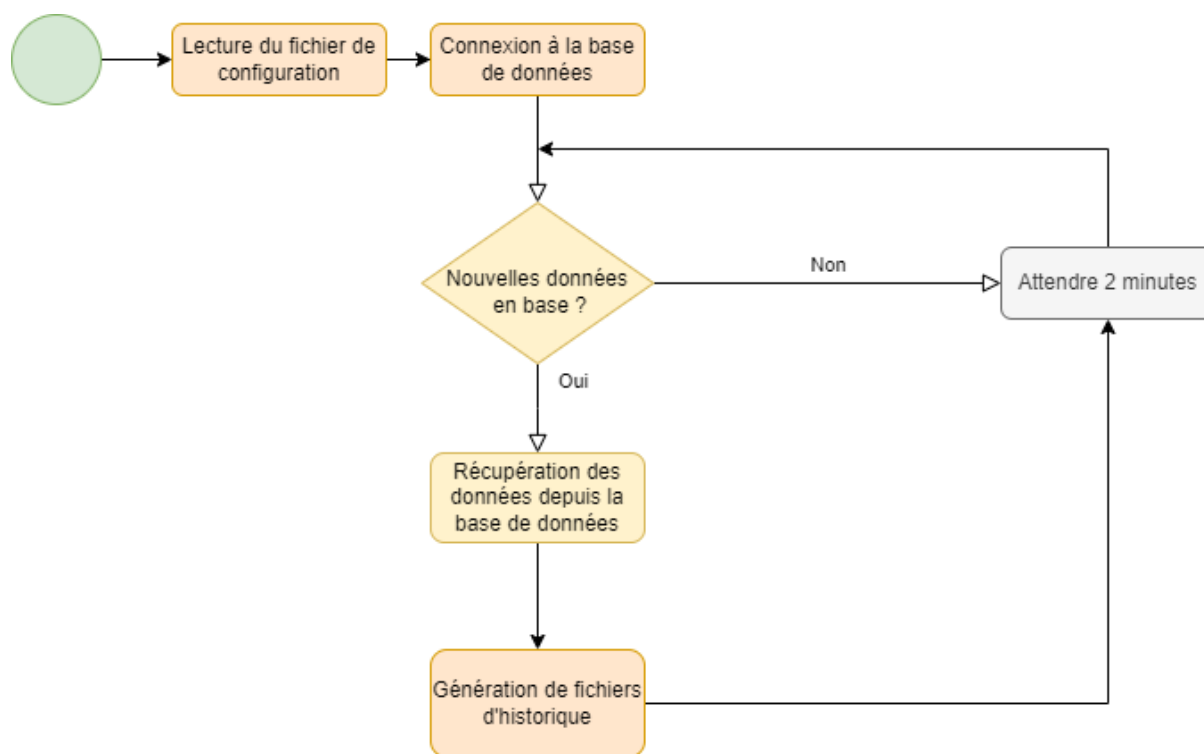 Lecture du fichier de
configuration
Connexion à la base
de données
Nouvelles données
en base ?
Non
Attendre 2 minutes
Oui
Récupération des
données depuis la
base de données
Génération de fichiers
d'historique